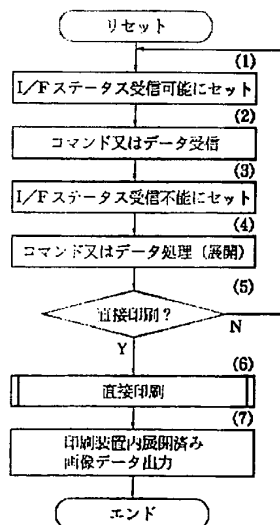 リセット
(1)
I/Fステータス受信可能にセット
(2)
コマンド又はデータ受信
(3)
I/Fステータス受信不能にセット
(4)
コマンド又はデータ処理(展開)
(5)
直接印刷?
N
Y
(6)
直接印刷
(7)
印刷装置内展開済み
画像データ出力
エンド